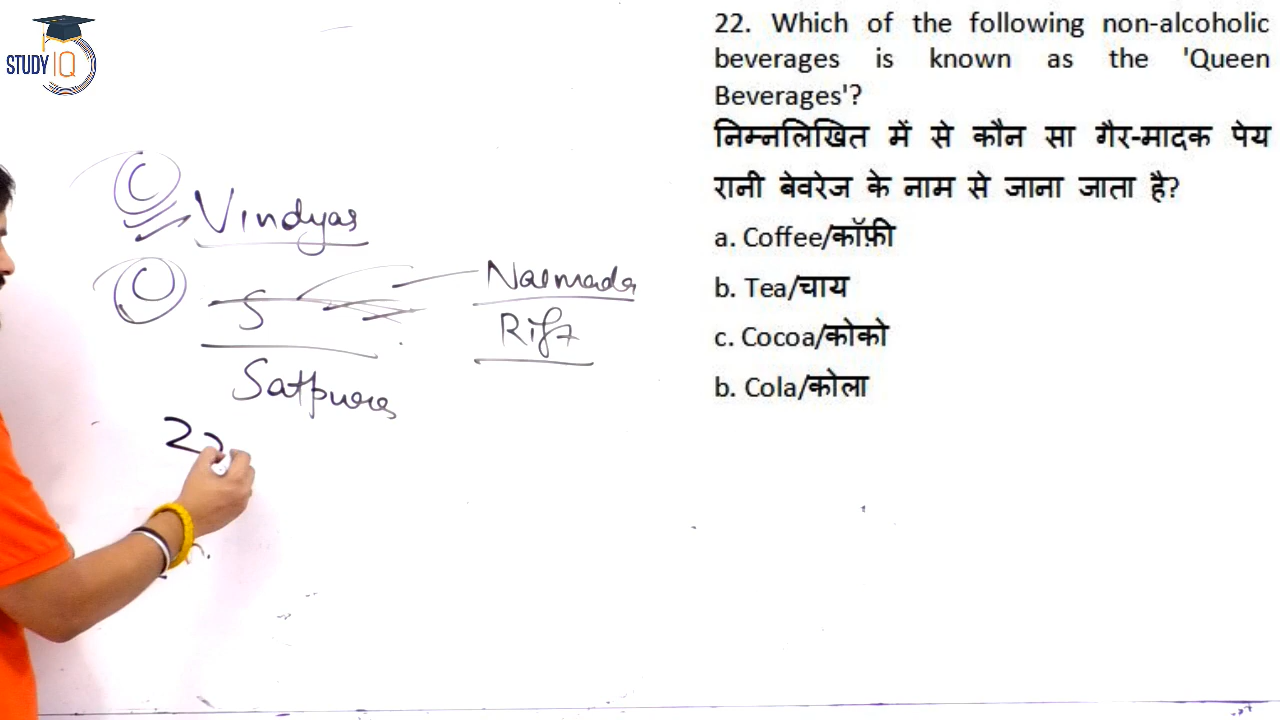 STUDY IQ
Vindyas
S
Narmada
Rift
Satpuras
22
22. Which of the following non-alcoholic
beverages is known as the 'Queen
Beverages'?
निम्नलिखित में से कौन सा गैर-मादक पेय
रानी बेवरेज के नाम से जाना जाता है?
a. Coffee/कॉफ़ी
b. Tea/चाय
c. Cocoa/कोको
b. Cola/कोला